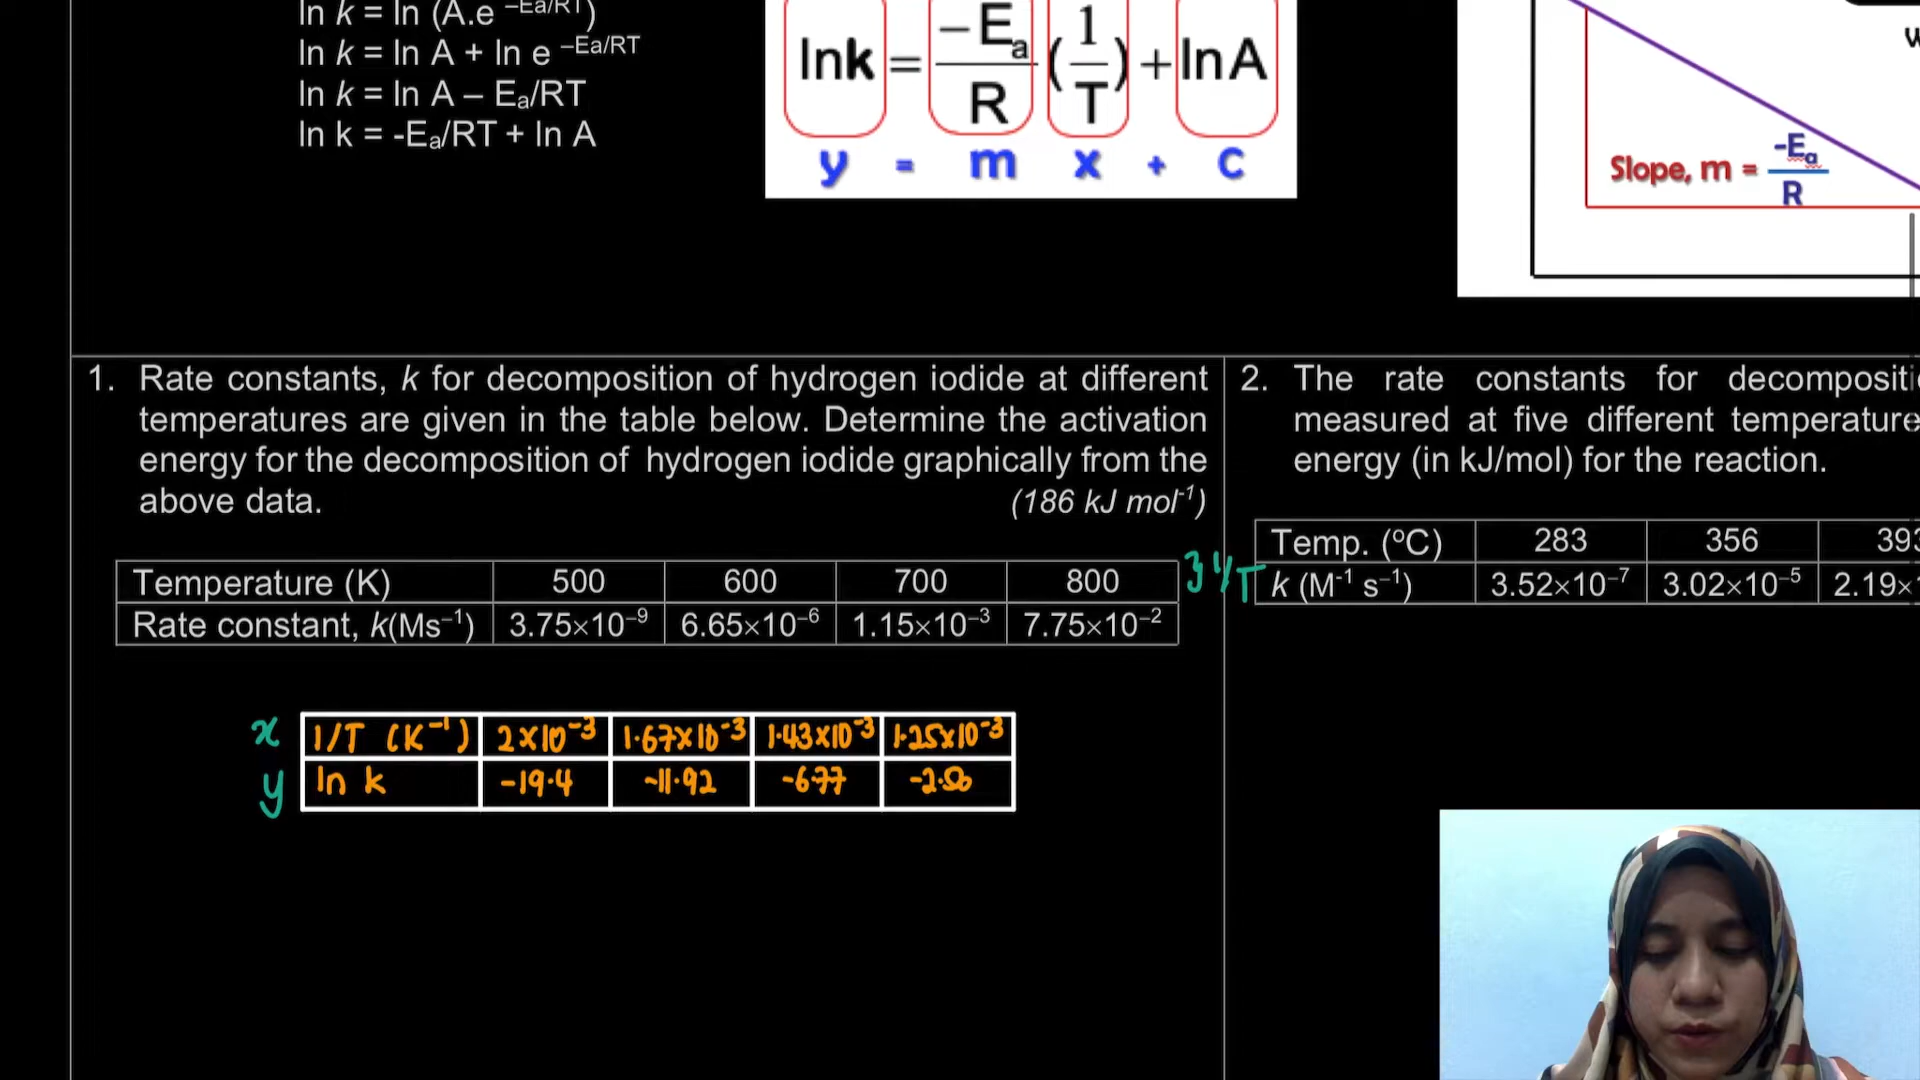 ln k = ln (A.e –Ea/RT)
ln k = ln A + ln e –Ea/RT
ln k = ln A – Ea/RT
ln k = -Ea/RT + ln A
lnk = -Ea/R (1/T) + lnA
y = m x + c
Slope, m = -Ea/R
1. Rate constants, k for decomposition of hydrogen iodide at different
temperatures are given in the table below. Determine the activation
energy for the decomposition of hydrogen iodide graphically from the
above data. (186 kJ mol-1)
Temperature (K) 500 600 700 800
Rate constant, k(Ms–1) 3.75×10–9 6.65×10–6 1.15×10–3 7.75×10–2
x 1/T (K-1) 2×10-3 1.67×10-3 1.43×10-3 1.25×10-3
y ln k -19.4 -11.92 -6.77 -2.56
2. The rate constants for
measured at five different
energy (in kJ/mol) for the reaction.
Temp. (ºC) 283 356 393
k (M-1 s–1) 3.52×10–7 3.02×10–5 2.19×